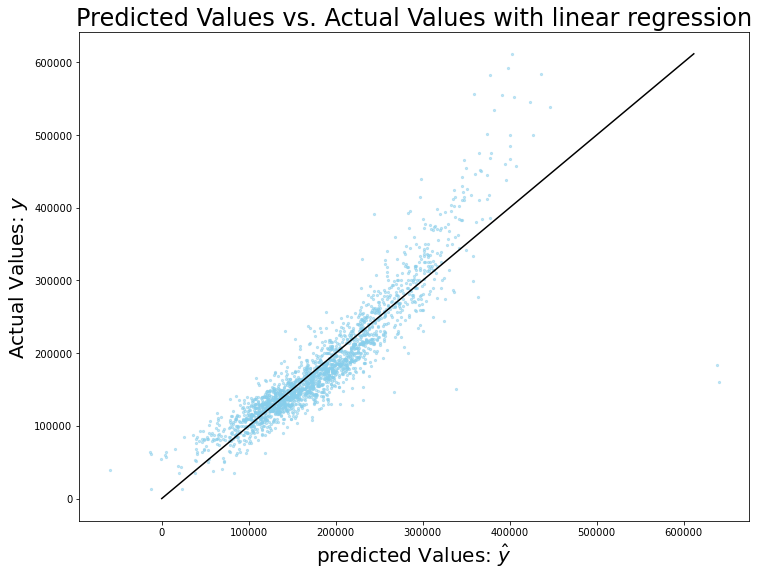 Predicted Values vs. Actual Values with linear regression
Actual Values: y
600000
500000
400000
300000
200000
100000
0
0 100000 200000 300000 400000 500000 600000
predicted Values: ŷ